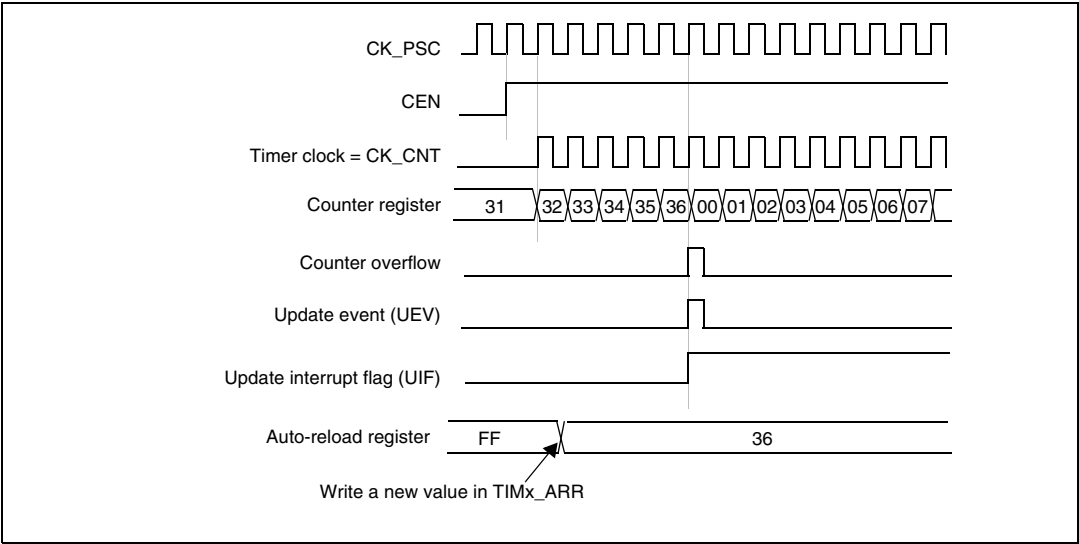 CK_PSC
CEN
Timer clock = CK_CNT
Counter register 31 32 33 34 35 36 00 01 02 03 04 05 06 07
Counter overflow
Update event (UEV)
Update interrupt flag (UIF)
Auto-reload register FF 36
Write a new value in TIMx_ARR